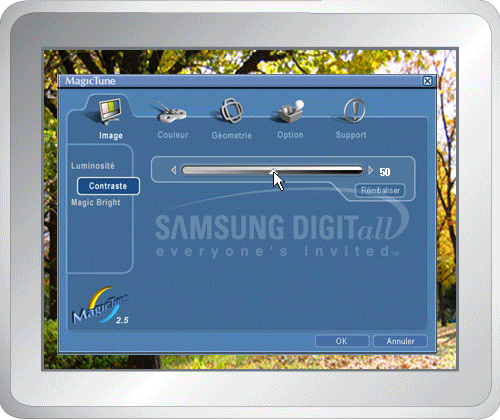 MagicTune
Image
Couleur
Géometrie
Option
Support
Luminosité
Contraste
Magic Bright
50
Réinitialiser
SAMSUNG DIGITall
everyone's invited™
MagicTune
2.5
OK
Annuler